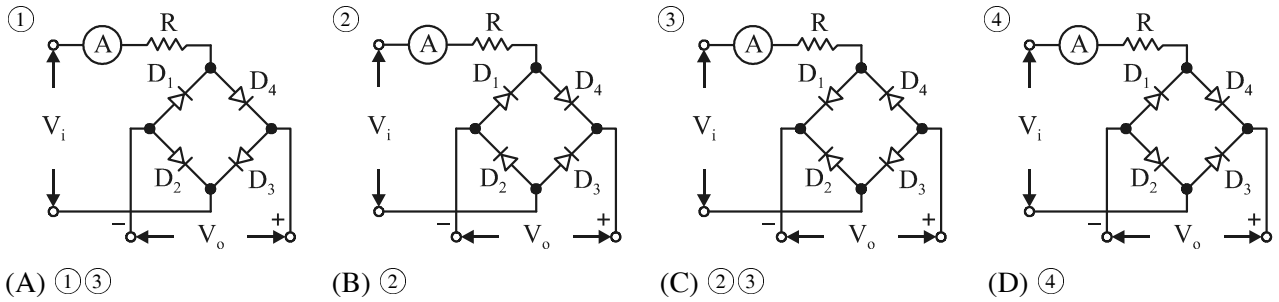 ① ② ③ ④
A R A R A R A R
D₁ D₄ D₁ D₄ D₁ D₄ D₁ D₄
Vᵢ Vᵢ Vᵢ Vᵢ
D₂ D₃ D₂ D₃ D₂ D₃ D₂ D₃
− + − + − + − +
Vₒ Vₒ Vₒ Vₒ
(A) ①③ (B) ② (C) ②③ (D) ④